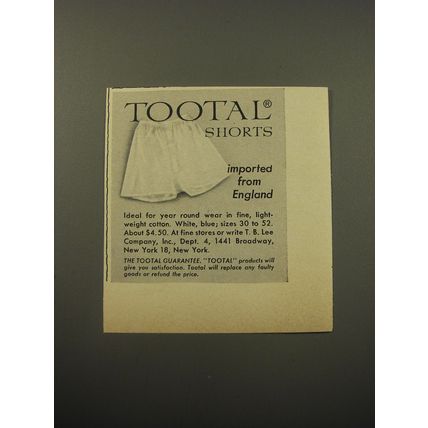 TOOTAL®
SHORTS
imported
from
England
Ideal for year round wear in fine, light-
weight cotton. White, blue; sizes 30 to 52.
About $4.50. At fine stores or write T. B. Lee
Company, Inc., Dept. 4, 1441 Broadway,
New York 18, New York.
THE TOOTAL GUARANTEE. "TOOTAL" products will
give you satisfaction. Tootal will replace any faulty
goods or refund the price.